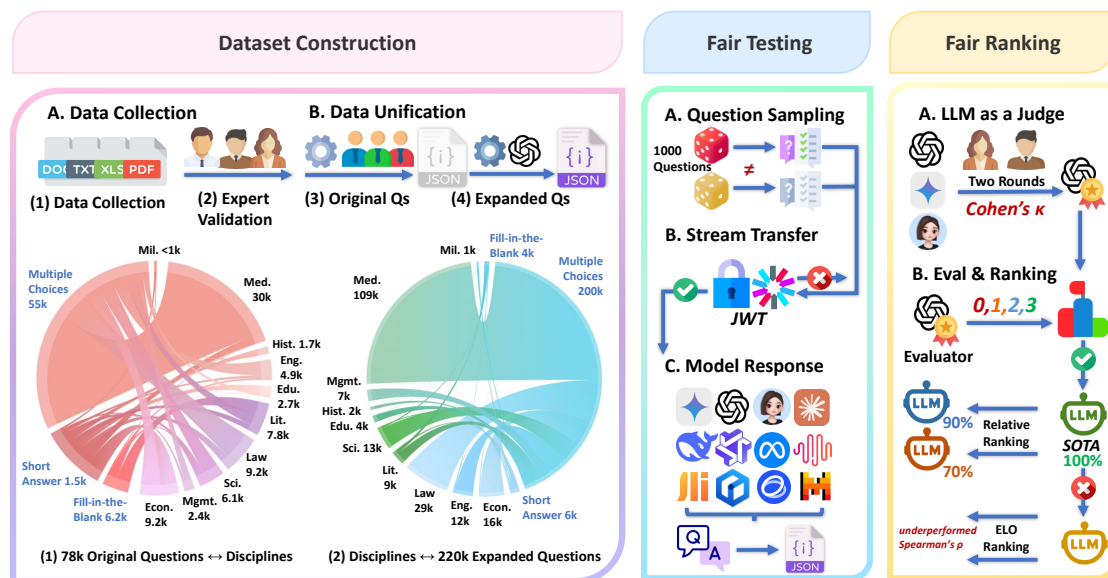 Dataset Construction
Fair Testing
Fair Ranking
A. Data Collection
B. Data Unification
DOC TXT XLS PDF
{i}
JSON
{i}
JSON
(1) Data Collection
(2) Expert
Validation
(3) Original Qs
(4) Expanded Qs
Mil. <1k
Multiple
Choices
55k
Med.
30k
Hist. 1.7k
Eng.
4.9k
Edu.
2.7k
Lit.
7.8k
Law
9.2k
Sci.
6.1k
Mgmt.
2.4k
Econ.
9.2k
Fill-in-the-
Blank 6.2k
Short
Answer 1.5k
(1) 78k Original Questions ↔ Disciplines
Mil. 1k
Fill-in-the-
Blank 4k
Multiple
Choices
200k
Med.
109k
Mgmt.
7k
Hist. 2k
Edu. 4k
Sci. 13k
Lit.
9k
Law
29k
Eng.
12k
Econ.
16k
Short
Answer 6k
(2) Disciplines ↔ 220k Expanded Questions
A. Question Sampling
1000
Questions
≠
B. Stream Transfer
JWT
C. Model Response
Q
A
{i}
JSON
A. LLM as a Judge
Two Rounds
Cohen's κ
B. Eval & Ranking
0,1,2,3
Evaluator
LLM
90%
LLM
70%
Relative
Ranking
LLM
SOTA
100%
underperformed
Spearman's ρ
ELO
Ranking
LLM